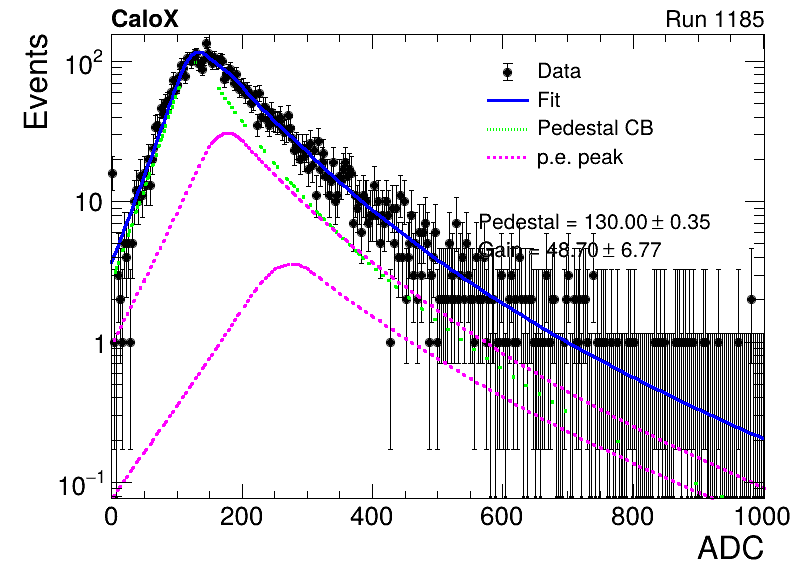 CaloX Run 1185
Events
10²
10
1
10⁻¹
Data
Fit
Pedestal CB
p.e. peak
Pedestal = 130.00 ± 0.35
Gain = 48.70 ± 6.77
0 200 400 600 800 1000
ADC